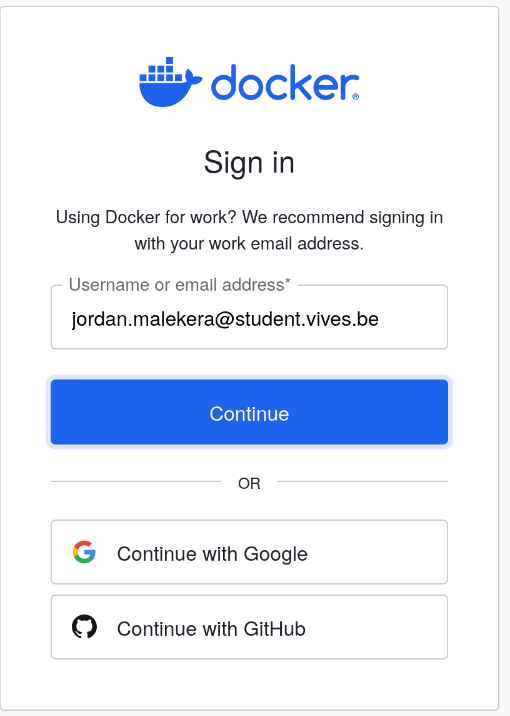 docker®
Sign in
Using Docker for work? We recommend signing in
with your work email address.
Username or email address*
jordan.malekera@student.vives.be
Continue
OR
Continue with Google
Continue with GitHub